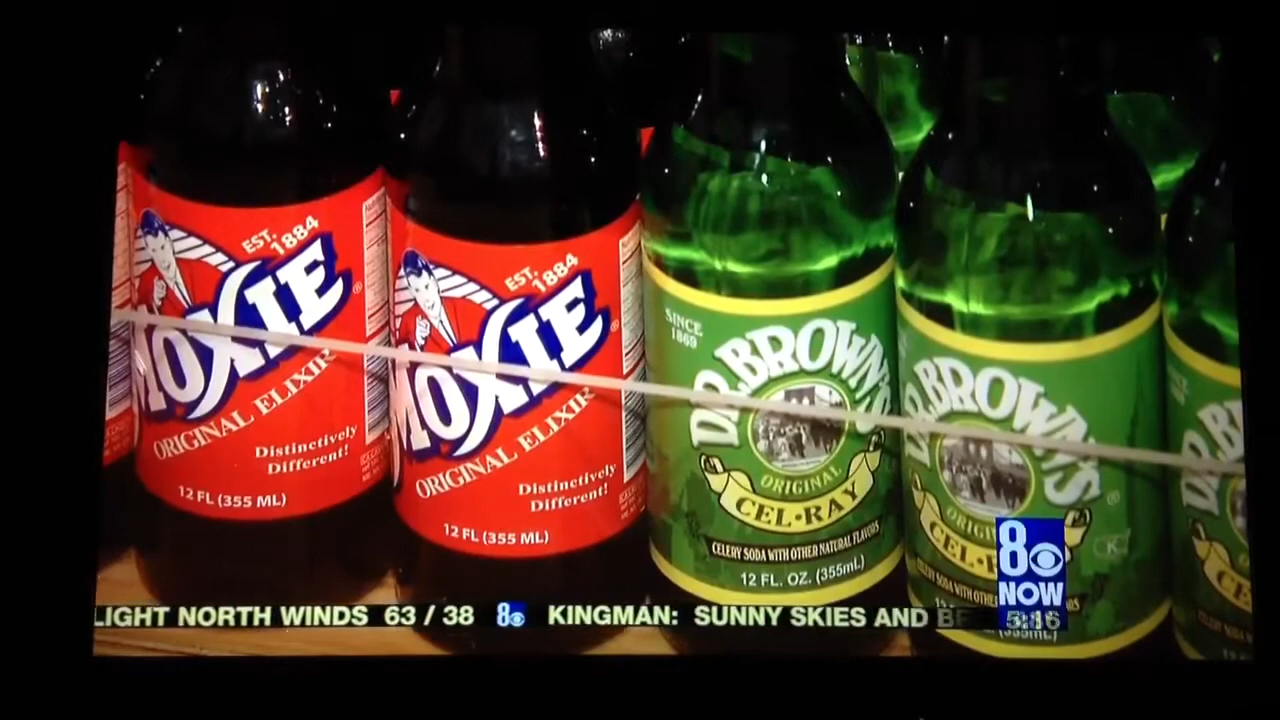 EST. 1884
MOXIE
ORIGINAL ELIXIR
Distinctively
Different!
12 FL (355 ML)
EST. 1884
MOXIE
ORIGINAL ELIXIR
Distinctively
Different!
12 FL (355 ML)
SINCE
1869
DR. BROWN'S
ORIGINAL
CEL•RAY
CELERY SODA WITH OTHER NATURAL FLAVORS
12 FL. OZ. (355mL)
DR. BROWN'S
8
NOW
5:16
LIGHT NORTH WINDS 63 / 38 8 KINGMAN: SUNNY SKIES AND